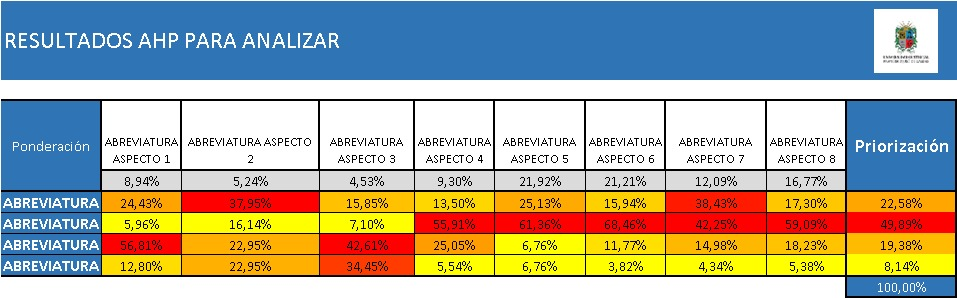 RESULTADOS AHP PARA ANALIZAR
Ponderación ABREVIATURA ASPECTO 1 ABREVIATURA ASPECTO 2 ABREVIATURA ASPECTO 3 ABREVIATURA ASPECTO 4 ABREVIATURA ASPECTO 5 ABREVIATURA ASPECTO 6 ABREVIATURA ASPECTO 7 ABREVIATURA ASPECTO 8 Priorización
8,94% 5,24% 4,53% 9,30% 21,92% 21,21% 12,09% 16,77%
ABREVIATURA 24,43% 37,95% 15,85% 13,50% 25,13% 15,94% 38,43% 17,30% 22,58%
ABREVIATURA 5,96% 16,14% 7,10% 55,91% 61,36% 68,46% 42,25% 59,09% 49,89%
ABREVIATURA 56,81% 22,95% 42,61% 25,05% 6,76% 11,77% 14,98% 18,23% 19,38%
ABREVIATURA 12,80% 22,95% 34,45% 5,54% 6,76% 3,82% 4,34% 5,38% 8,14%
100,00%